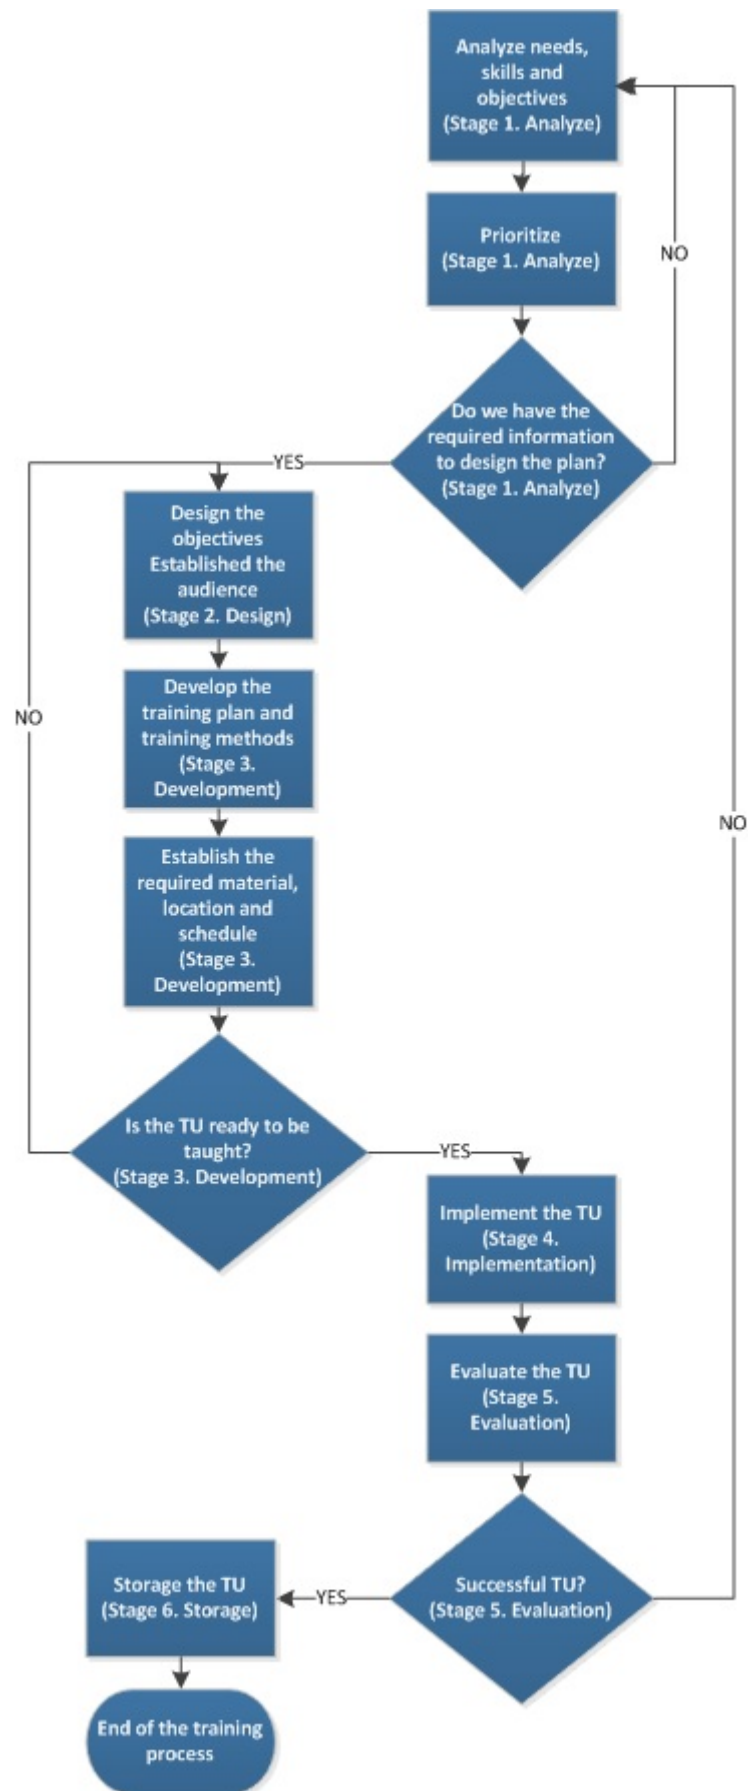 Analyze needs,
skills and
objectives
(Stage 1. Analyze)
Prioritize
(Stage 1. Analyze)
NO
Do we have the
required information
to design the plan?
(Stage 1. Analyze)
YES
Design the
objectives
Established the
audience
(Stage 2. Design)
Develop the
training plan and
training methods
(Stage 3.
Development)
NO
Establish the
required material,
location and
schedule
(Stage 3.
Development)
NO
Is the TU ready to be
taught?
(Stage 3. Development)
YES
Implement the TU
(Stage 4.
Implementation)
Evaluate the TU
(Stage 5.
Evaluation)
Successful TU?
(Stage 5. Evaluation)
YES
Storage the TU
(Stage 6. Storage)
End of the training
process